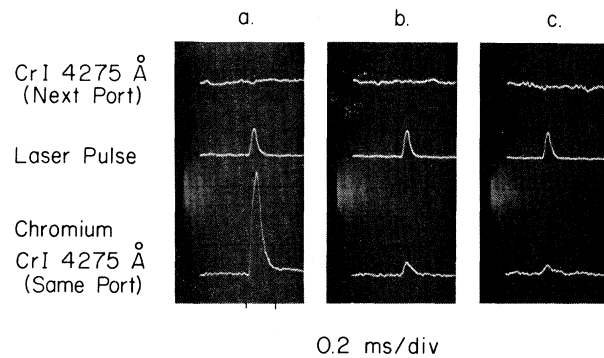 a. b. c.
CrI 4275 Å
(Next Port)
Laser Pulse
Chromium
CrI 4275 Å
(Same Port)
0.2 ms/div